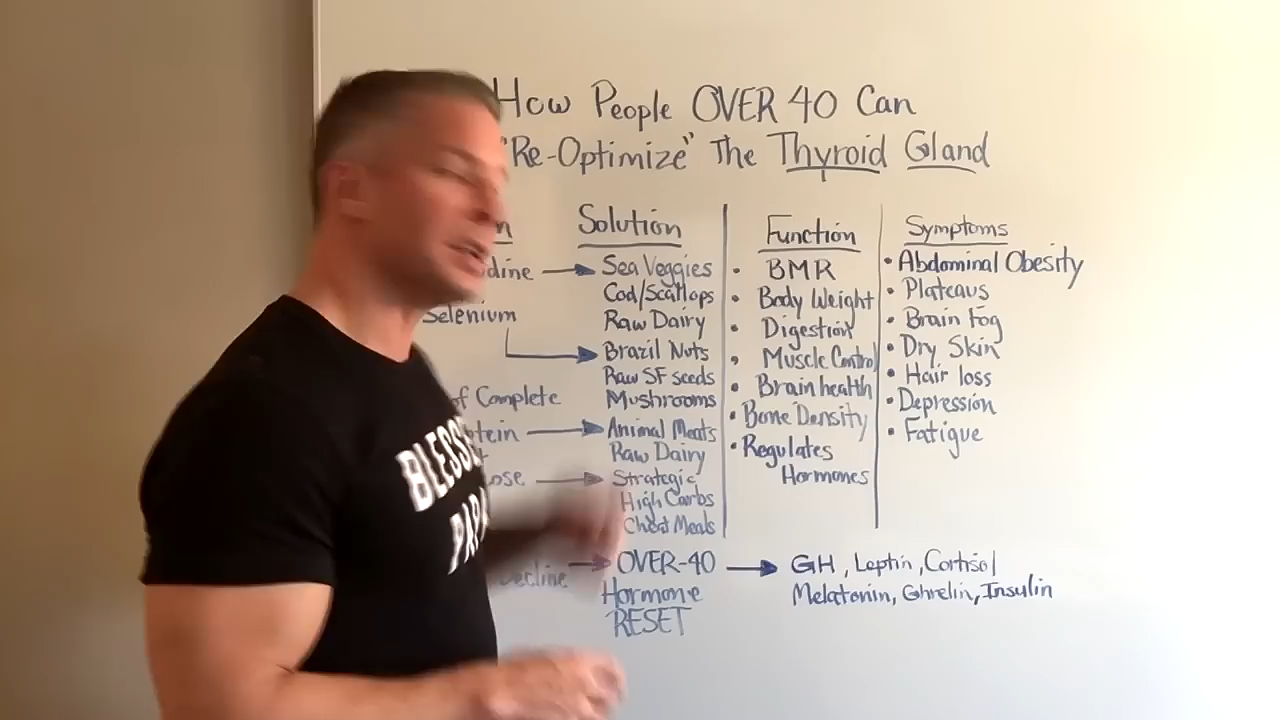 How People OVER 40 Can
"Re-Optimize" The Thyroid Gland
Solution
Function
Symptoms
Selenium
of Complete
Sea Veggies
Cod/Scallops
Raw Dairy
Brazil Nuts
Raw SF seeds
Mushrooms
Animal Meats
Raw Dairy
Strategic
High Carbs
Cheat Meals
OVER-40
Hormone
RESET
• BMR
• Body Weight
• Digestion
• Muscle Control
• Brain health
• Bone Density
• Regulates
Hormones
• Abdominal Obesity
• Plateaus
• Brain Fog
• Dry Skin
• Hair loss
• Depression
• Fatigue
GH, Leptin, Cortisol
Melatonin, Ghrelin, Insulin
BLESSE
PAP